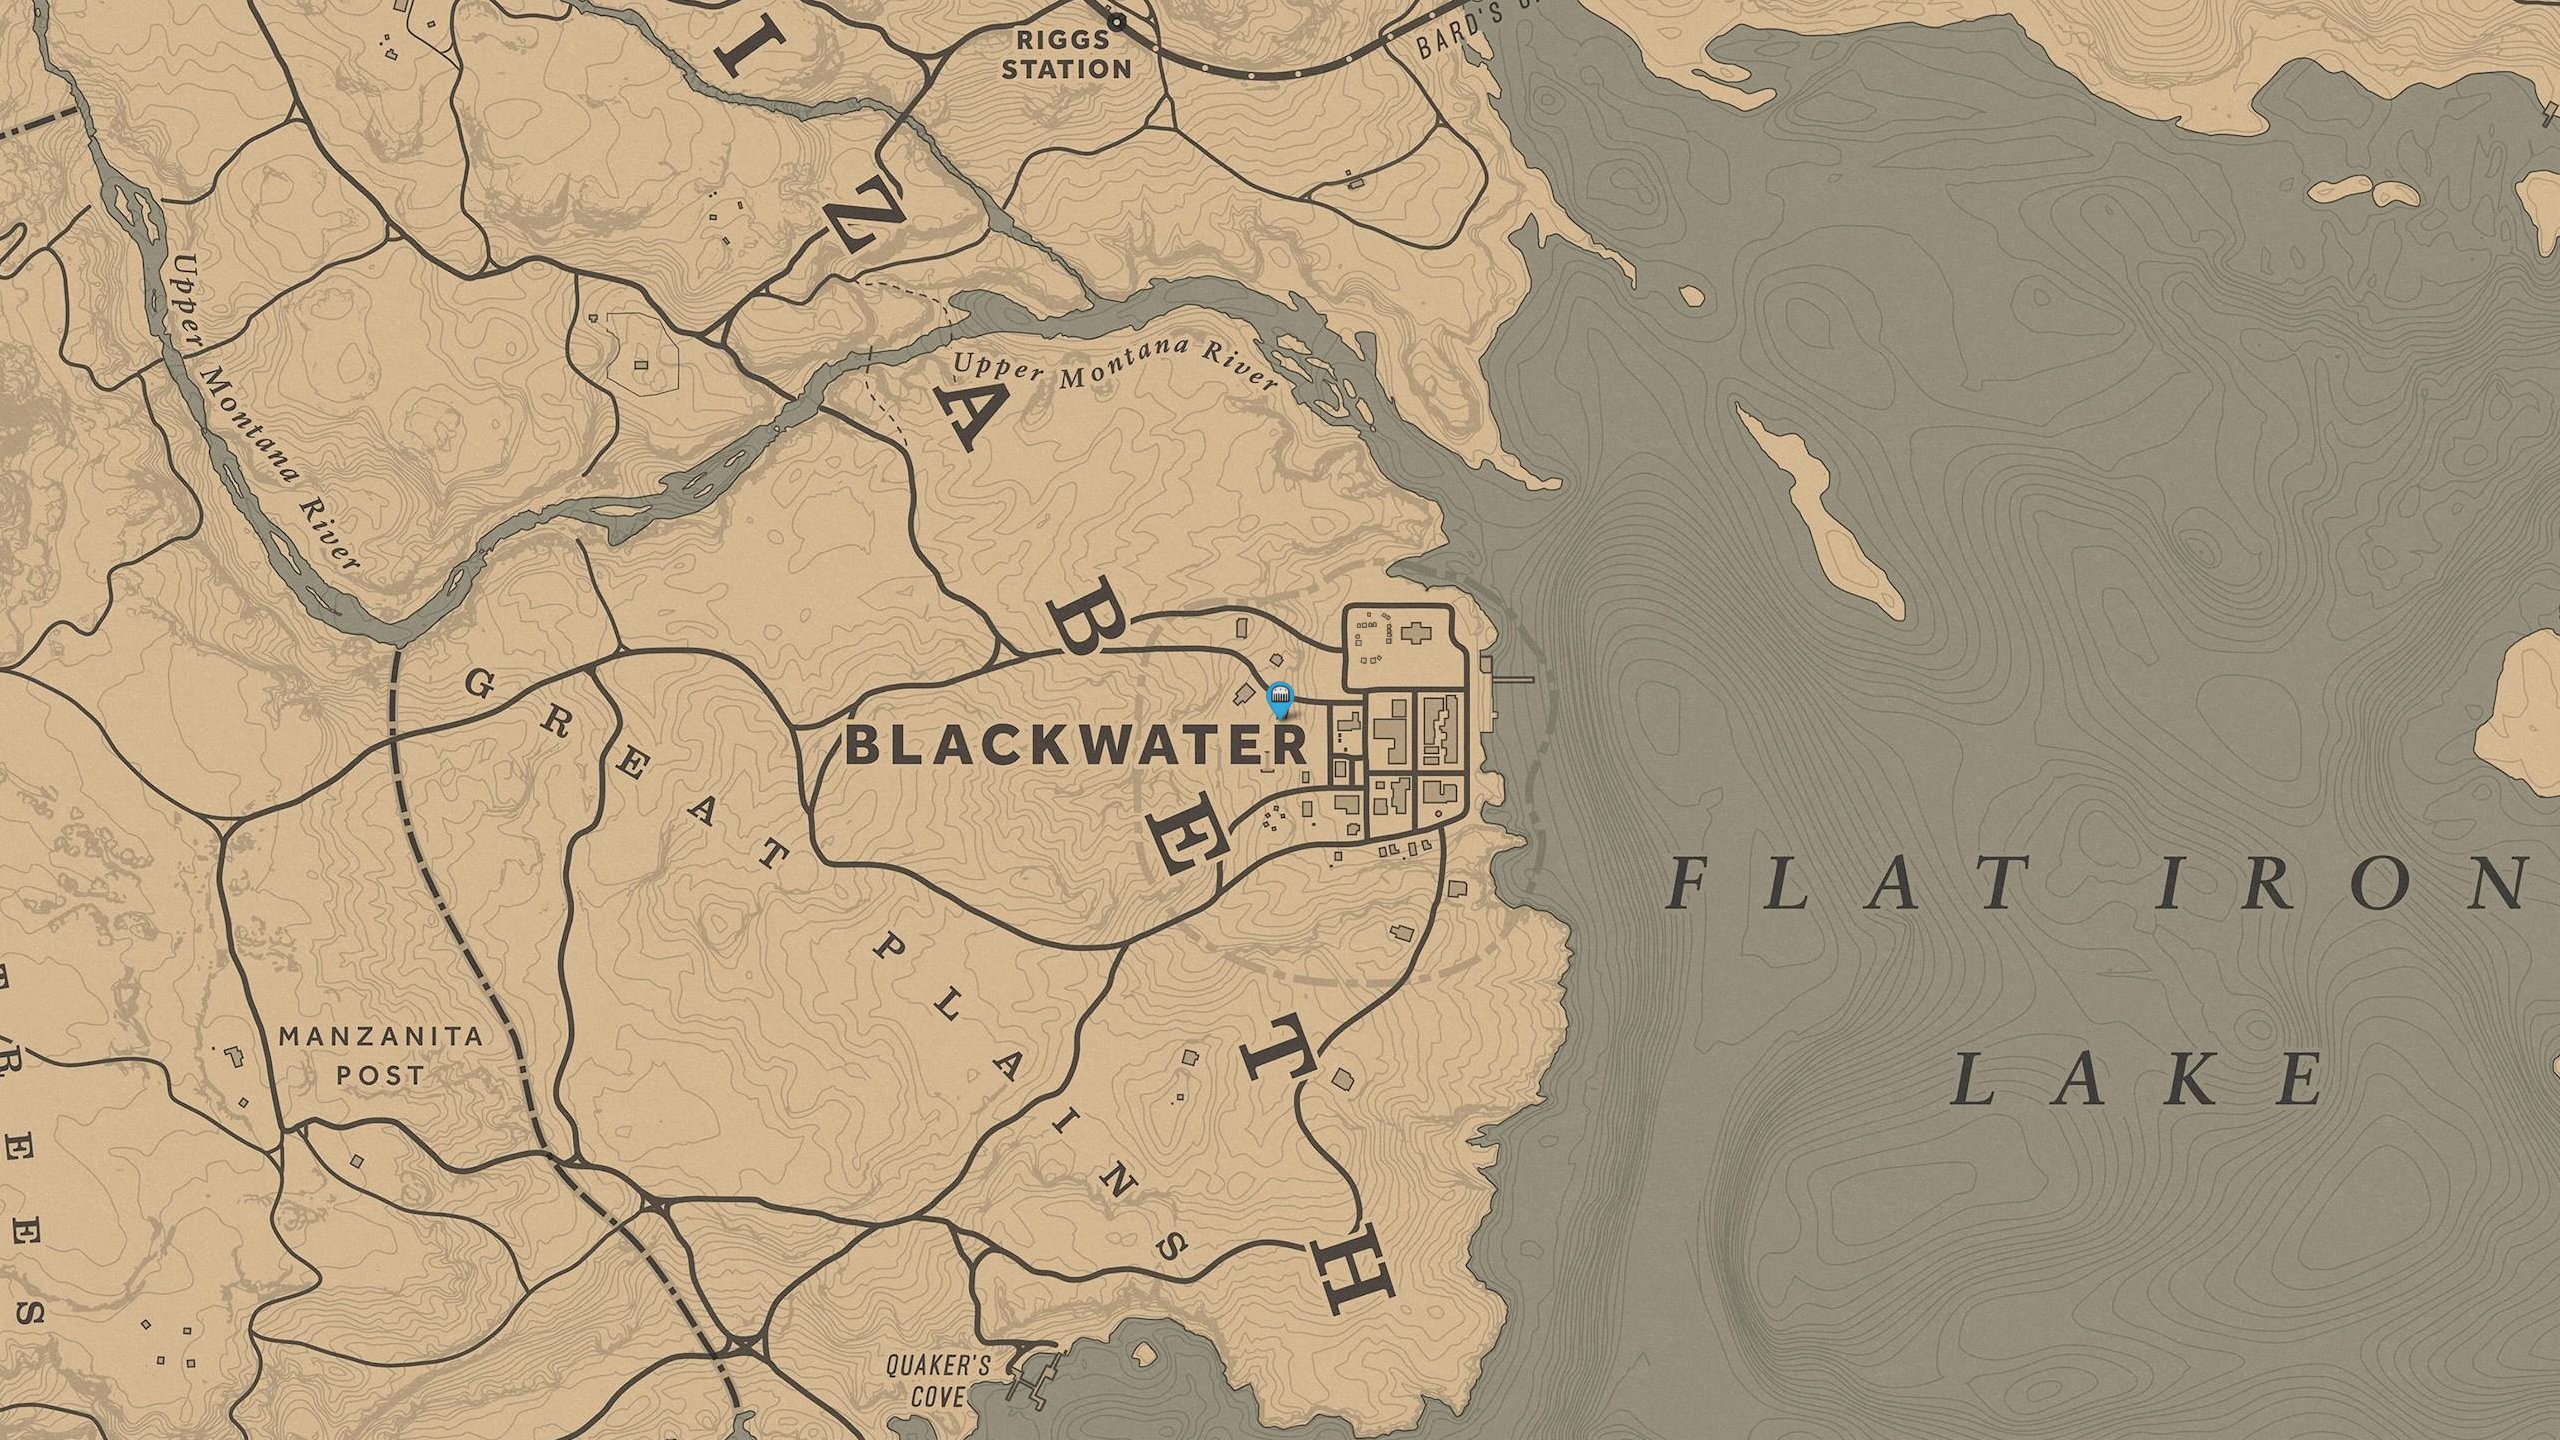 RIGGS
STATION
BARD'S
Upper Montana River
Upper Montana River
GREAT PLAINS
BLACKWATER
I Z A B E T H
FLAT IRON
LAKE
MANZANITA
POST
R E E S
QUAKER'S
COVE